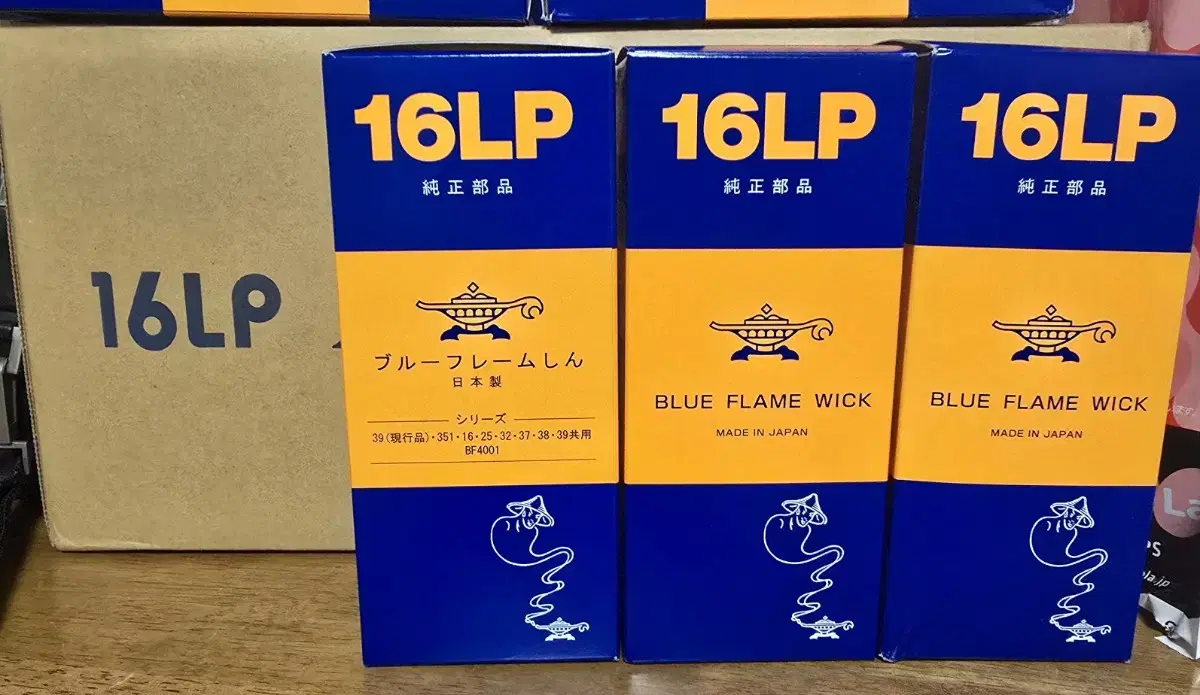 16LP
16LP
純正部品
ブルーフレームしん
日本製
シリーズ
39(現行品)・351・16・25・32・37・38・39共用
BF4001
16LP
純正部品
BLUE FLAME WICK
MADE IN JAPAN
16LP
純正部品
BLUE FLAME WICK
MADE IN JAPAN